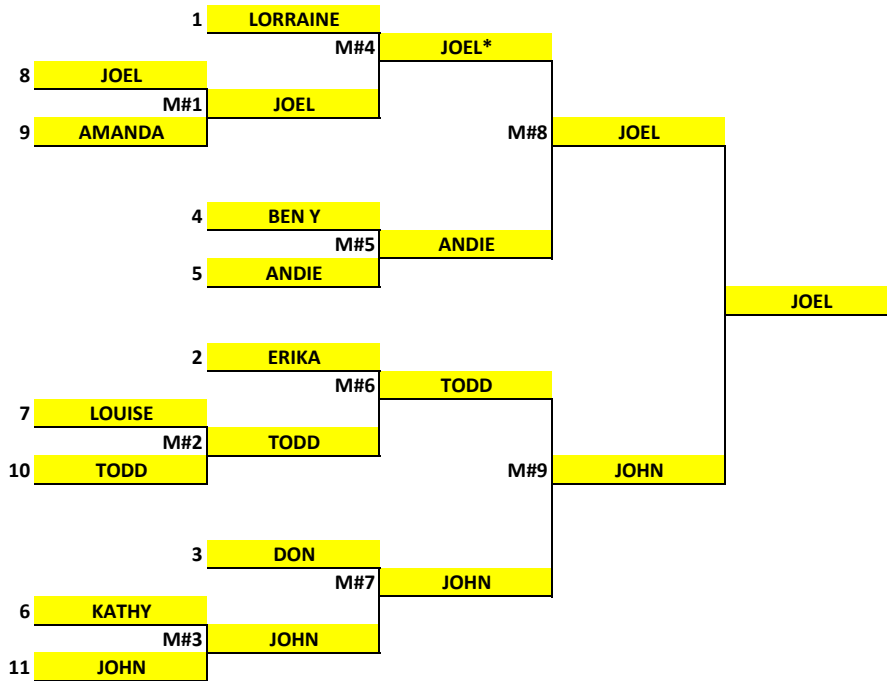 1 LORRAINE
M#4 JOEL*
8 JOEL
M#1 JOEL
9 AMANDA
M#8 JOEL
4 BEN Y
M#5 ANDIE
5 ANDIE
JOEL
2 ERIKA
M#6 TODD
7 LOUISE
M#2 TODD
10 TODD
M#9 JOHN
3 DON
M#7 JOHN
6 KATHY
M#3 JOHN
11 JOHN